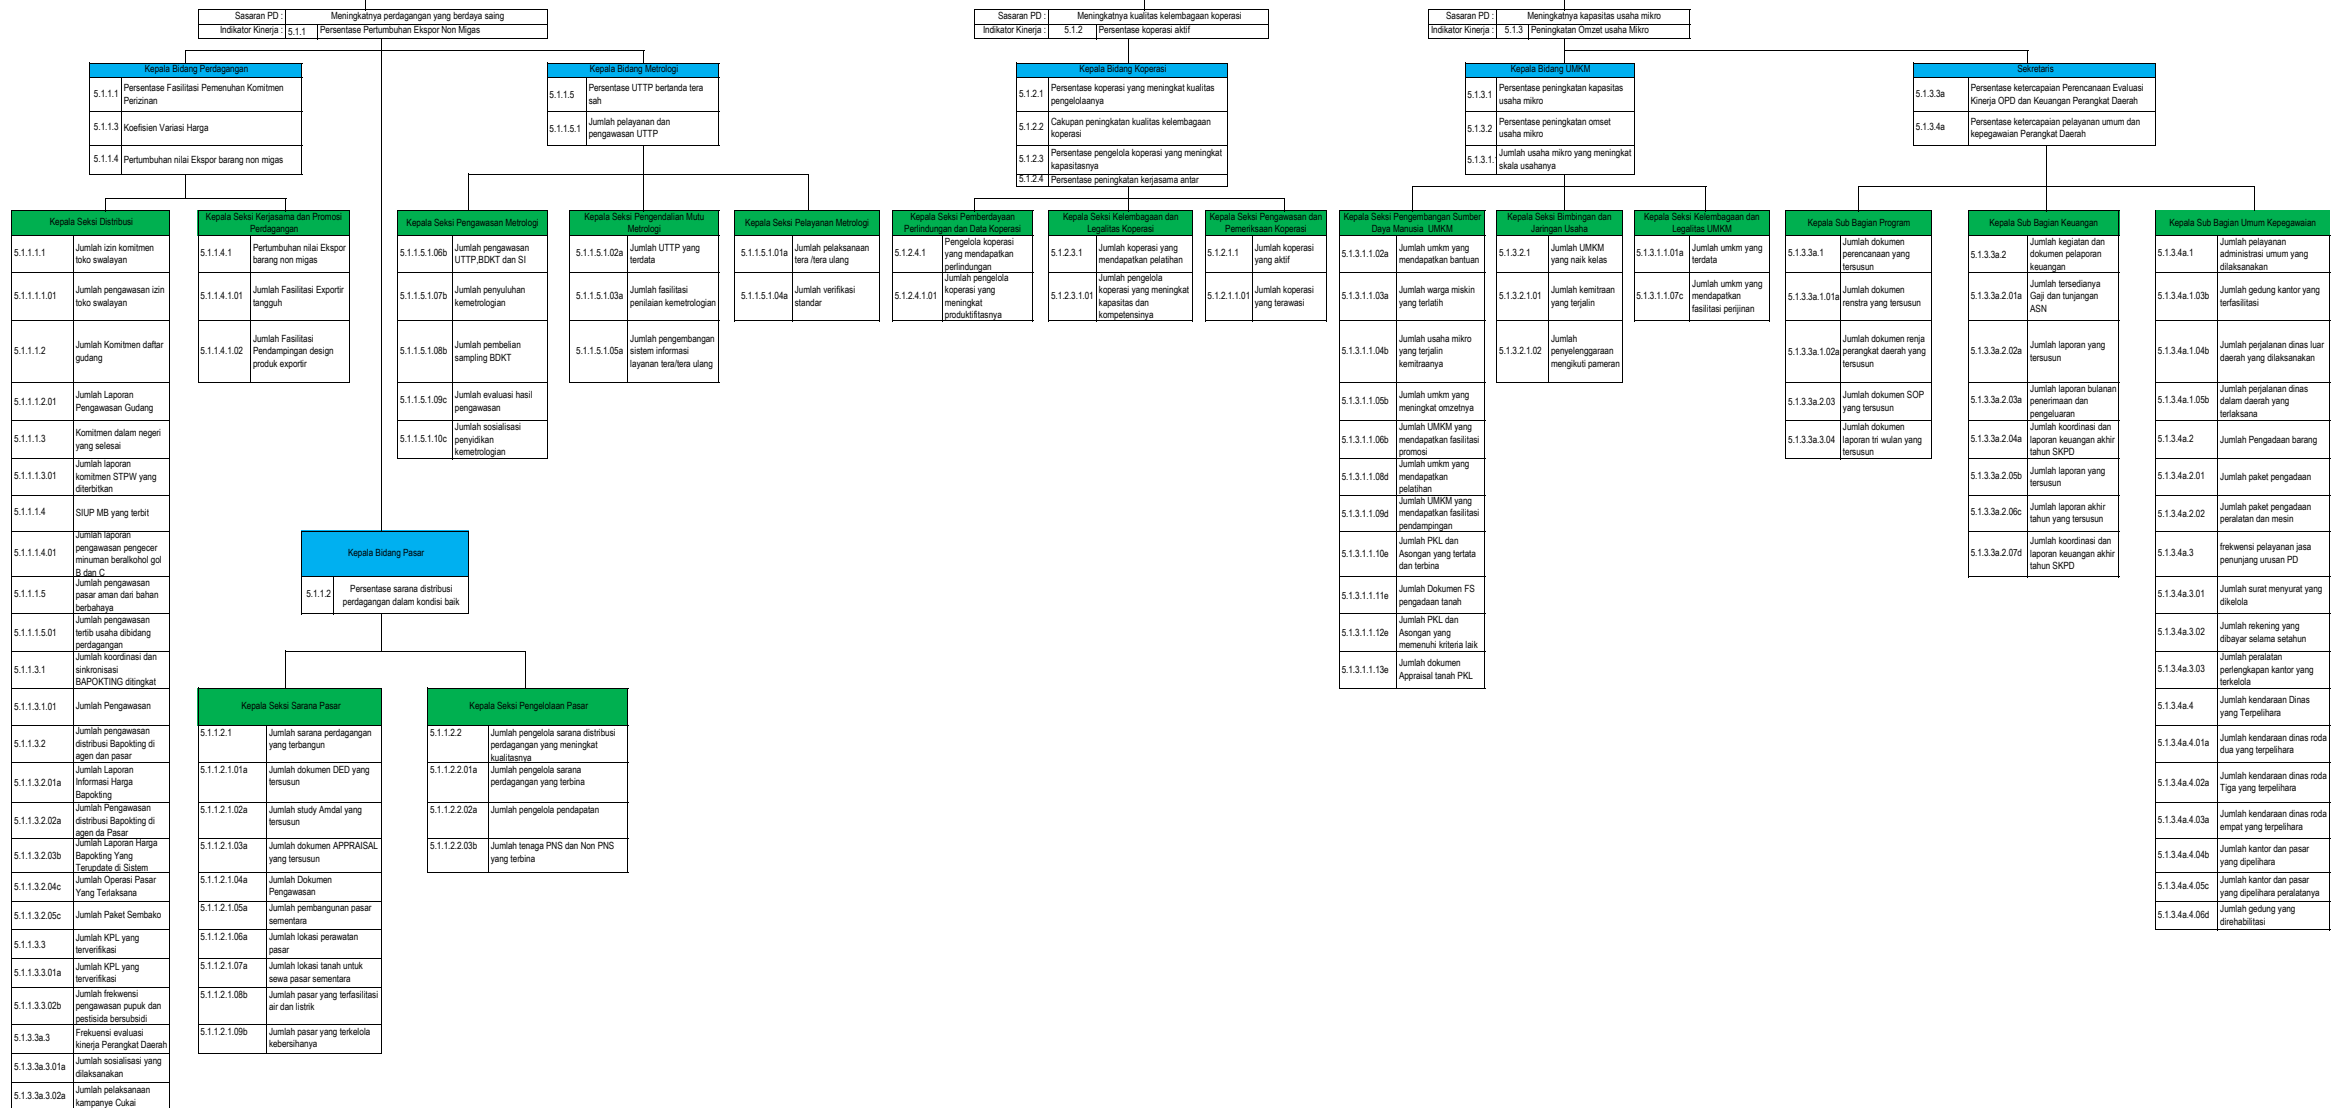 Sasaran PD :
Meningkatnya perdagangan yang berdaya saing
Indikator Kinerja :
5.1.1
Persentase Pertumbuhan Ekspor Non Migas
Sasaran PD :
Meningkatnya kualitas kelembagaan koperasi
Indikator Kinerja :
5.1.2
Persentase koperasi aktif
Sasaran PD :
Meningkatnya kapasitas usaha mikro
Indikator Kinerja :
5.1.3
Peningkatan Omzet usaha Mikro
Kepala Bidang Perdagangan
5.1.1.1
Persentase Fasilitasi Pemenuhan Komitmen
Perizinan
5.1.1.3
Koefisien Variasi Harga
5.1.1.4
Pertumbuhan nilai Ekspor barang non migas
Kepala Bidang Metrologi
5.1.1.5
Persentase UTTP bertanda tera
sah
5.1.1.5.1
Jumlah pelayanan dan
pengawasan UTTP
Kepala Bidang Koperasi
5.1.2.1
Persentase koperasi yang meningkat kualitas
pengelolaanya
5.1.2.2
Cakupan peningkatan kualitas kelembagaan
koperasi
5.1.2.3
Persentase pengelola koperasi yang meningkat
kapasitasnya
5.1.2.4
Persentase peningkatan kerjasama antar
Kepala Bidang UMKM
5.1.3.1
Persentase peningkatan kapasitas
usaha mikro
5.1.3.2
Persentase peningkatan omset
usaha mikro
5.1.3.1.
Jumlah usaha mikro yang meningkat
skala usahanya
Sekretaris
5.1.3.3a
Persentase ketercapaian Perencanaan Evaluasi
Kinerja OPD dan Keuangan Perangkat Daerah
5.1.3.4a
Persentase ketercapaian pelayanan umum dan
kepegawaian Perangkat Daerah
Kepala Seksi Distribusi
5.1.1.1.1
Jumlah izin komitmen
toko swalayan
5.1.1.1.1.01
Jumlah pengawasan izin
toko swalayan
5.1.1.1.2
Jumlah Komitmen daftar
gudang
5.1.1.1.2.01
Jumlah Laporan
Pengawasan Gudang
5.1.1.1.3
Komitmen dalam negeri
yang selesai
5.1.1.1.3.01
Jumlah laporan
komitmen STPW yang
diterbitkan
5.1.1.1.4
SIUP MB yang terbit
5.1.1.1.4.01
Jumlah laporan
pengawasan pengecer
minuman beralkohol gol
B dan C
5.1.1.1.5
Jumlah pengawasan
pasar aman dari bahan
berbahaya
5.1.1.1.5.01
Jumlah pengawasan
tertib usaha dibidang
perdagangan
5.1.1.3.1
Jumlah koordinasi dan
sinkronisasi
BAPOKTING ditingkat
5.1.1.3.1.01
Jumlah Pengawasan
5.1.1.3.2
Jumlah pengawasan
distribusi Bapokting di
agen dan pasar
5.1.1.3.2.01a
Jumlah Laporan
Informasi Harga
Bapokting
5.1.1.3.2.02a
Jumlah Pengawasan
distribusi Bapokting di
agen da Pasar
5.1.1.3.2.03b
Jumlah Laporan Harga
Bapokting Yang
Terupdate di Sistem
5.1.1.3.2.04c
Jumlah Operasi Pasar
Yang Terlaksana
5.1.1.3.2.05c
Jumlah Paket Sembako
5.1.1.3.3
Jumlah KPL yang
terverifikasi
5.1.1.3.3.01a
Jumlah KPL yang
terverifikasi
5.1.1.3.3.02b
Jumlah frekwensi
pengawasan pupuk dan
pestisida bersubsidi
5.1.3.3a.3
Frekuensi evaluasi
kinerja Perangkat Daerah
5.1.3.3a.3.01a
Jumlah sosialisasi yang
dilaksanakan
5.1.3.3a.3.02a
Jumlah pelaksanaan
kampanye Cukai
Kepala Seksi Kerjasama dan Promosi
Perdagangan
5.1.1.4.1
Pertumbuhan nilai Ekspor
barang non migas
5.1.1.4.1.01
Jumlah Fasilitasi Exportir
tangguh
5.1.1.4.1.02
Jumlah Fasilitasi
Pendampingan design
produk exportir
Kepala Seksi Pengawasan Metrologi
5.1.1.5.1.06b
Jumlah pengawasan
UTTP,BDKT dan SI
5.1.1.5.1.07b
Jumlah penyuluhan
kemetrologian
5.1.1.5.1.08b
Jumlah pembelian
sampling BDKT
5.1.1.5.1.09c
Jumlah evaluasi hasil
pengawasan
5.1.1.5.1.10c
Jumlah sosialisasi
penyidikan
kemetrologian
Kepala Seksi Pengendalian Mutu
Metrologi
5.1.1.5.1.02a
Jumlah UTTP yang
terdata
5.1.1.5.1.03a
Jumlah fasilitasi
penilaian kemetrologian
5.1.1.5.1.05a
Jumlah pengembangan
sistem informasi
layanan tera/tera ulang
Kepala Seksi Pelayanan Metrologi
5.1.1.5.1.01a
Jumlah pelaksanaan
tera /tera ulang
5.1.1.5.1.04a
Jumlah verifikasi
standar
Kepala Seksi Pemberdayaan
Perlindungan dan Data Koperasi
5.1.2.4.1
Pengelola koperasi
yang mendapatkan
perlindungan
5.1.2.4.1.01
Jumlah pengelola
koperasi yang
meningkat
produktifitasnya
Kepala Seksi Kelembagaan dan
Legalitas Koperasi
5.1.2.3.1
Jumlah koperasi yang
mendapatkan pelatihan
5.1.2.3.1.01
Jumlah pengelola
koperasi yang meningkat
kapasitas dan
kompetensinya
Kepala Seksi Pengawasan dan
Pemeriksaan Koperasi
5.1.2.1.1
Jumlah koperasi
yang aktif
5.1.2.1.1.01
Jumlah koperasi
yang terawasi
Kepala Seksi Pengembangan Sumber
Daya Manusia UMKM
5.1.3.1.1.02a
Jumlah umkm yang
mendapatkan bantuan
5.1.3.1.1.03a
Jumlah warga miskin
yang terlatih
5.1.3.1.1.04b
Jumlah usaha mikro
yang terjalin
kemitraanya
5.1.3.1.1.05b
Jumlah umkm yang
meningkat omzetnya
5.1.3.1.1.06b
Jumlah UMKM yang
mendapatkan fasilitasi
promosi
5.1.3.1.1.08d
Jumlah umkm yang
mendapatkan
pelatihan
5.1.3.1.1.09d
Jumlah UMKM yang
mendapatkan fasilitasi
pendampingan
5.1.3.1.1.10e
Jumlah PKL dan
Asongan yang tertata
dan terbina
5.1.3.1.1.11e
Jumlah Dokumen FS
pengadaan tanah
5.1.3.1.1.12e
Jumlah PKL dan
Asongan yang
memenuhi kriteria laik
5.1.3.1.1.13e
Jumlah dokumen
Appraisal tanah PKL
Kepala Seksi Bimbingan dan
Jaringan Usaha
5.1.3.2.1
Jumlah UMKM
yang naik kelas
5.1.3.2.1.01
Jumlah kemitraan
yang terjalin
5.1.3.2.1.02
Jumlah
penyelenggaraan
mengikuti pameran
Kepala Seksi Kelembagaan dan
Legalitas UMKM
5.1.3.1.1.01a
Jumlah umkm yang
terdata
5.1.3.1.1.07c
Jumlah umkm yang
mendapatkan
fasilitasi perijinan
Kepala Sub Bagian Program
5.1.3.3a.1
Jumlah dokumen
perencanaan yang
tersusun
5.1.3.3a.1.01a
Jumlah dokumen
renstra yang tersusun
5.1.3.3a.1.02a
Jumlah dokumen renja
perangkat daerah yang
tersusun
5.1.3.3a.2.03
Jumlah dokumen SOP
yang tersusun
5.1.3.3a.3.04
Jumlah dokumen
laporan tri wulan yang
tersusun
Kepala Sub Bagian Keuangan
5.1.3.3a.2
Jumlah kegiatan dan
dokumen pelaporan
keuangan
5.1.3.3a.2.01a
Jumlah tersedianya
Gaji dan tunjangan
ASN
5.1.3.3a.2.02a
Jumlah laporan yang
tersusun
5.1.3.3a.2.03a
Jumlah laporan bulanan
penerimaan dan
pengeluaran
5.1.3.3a.2.04a
Jumlah koordinasi dan
laporan keuangan akhir
tahun SKPD
5.1.3.3a.2.05b
Jumlah laporan yang
tersusun
5.1.3.3a.2.06c
Jumlah laporan akhir
tahun yang tersusun
5.1.3.3a.2.07d
Jumlah koordinasi dan
laporan keuangan akhir
tahun SKPD
Kepala Sub Bagian Umum Kepegawaian
5.1.3.4a.1
Jumlah pelayanan
administrasi umum yang
dilaksanakan
5.1.3.4a.1.03b
Jumlah gedung kantor yang
terfasilitasi
5.1.3.4a.1.04b
Jumlah perjalanan dinas luar
daerah yang dilaksanakan
5.1.3.4a.1.05b
Jumlah perjalanan dinas
dalam daerah yang
terlaksana
5.1.3.4a.2
Jumlah Pengadaan barang
5.1.3.4a.2.01
Jumlah paket pengadaan
5.1.3.4a.2.02
Jumlah paket pengadaan
peralatan dan mesin
5.1.3.4a.3
frekwensi pelayanan jasa
penunjang urusan PD
5.1.3.4a.3.01
Jumlah surat menyurat yang
dikelola
5.1.3.4a.3.02
Jumlah rekening yang
dibayar selama setahun
5.1.3.4a.3.03
Jumlah peralatan
perlengkapan kantor yang
terkelola
5.1.3.4a.4
Jumlah kendaraan Dinas
yang Terpelihara
5.1.3.4a.4.01a
Jumlah kendaraan dinas roda
dua yang terpelihara
5.1.3.4a.4.02a
Jumlah kendaraan dinas roda
Tiga yang terpelihara
5.1.3.4a.4.03a
Jumlah kendaraan dinas roda
empat yang terpelihara
5.1.3.4a.4.04b
Jumlah kantor dan pasar
yang dipelihara
5.1.3.4a.4.05c
Jumlah kantor dan pasar
yang dipelihara peralatanya
5.1.3.4a.4.06d
Jumlah gedung yang
direhabilitasi
Kepala Bidang Pasar
5.1.1.2
Persentase sarana distribusi
perdagangan dalam kondisi baik
Kepala Seksi Sarana Pasar
5.1.1.2.1
Jumlah sarana perdagangan
yang terbangun
5.1.1.2.1.01a
Jumlah dokumen DED yang
tersusun
5.1.1.2.1.02a
Jumlah study Amdal yang
tersusun
5.1.1.2.1.03a
Jumlah dokumen APPRAISAL
yang tersusun
5.1.1.2.1.04a
Jumlah Dokumen
Pengawasan
5.1.1.2.1.05a
Jumlah pembangunan pasar
sementara
5.1.1.2.1.06a
Jumlah lokasi perawatan
pasar
5.1.1.2.1.07a
Jumlah lokasi tanah untuk
sewa pasar sementara
5.1.1.2.1.08b
Jumlah pasar yang terfasilitasi
air dan listrik
5.1.1.2.1.09b
Jumlah pasar yang terkelola
kebersihanya
Kepala Seksi Pengelolaan Pasar
5.1.1.2.2
Jumlah pengelola sarana distribusi
perdagangan yang meningkat
kualitasnya
5.1.1.2.2.01a
Jumlah pengelola sarana
perdagangan yang terbina
5.1.1.2.2.02a
Jumlah pengelola pendapatan
5.1.1.2.2.03b
Jumlah tenaga PNS dan Non PNS
yang terbina